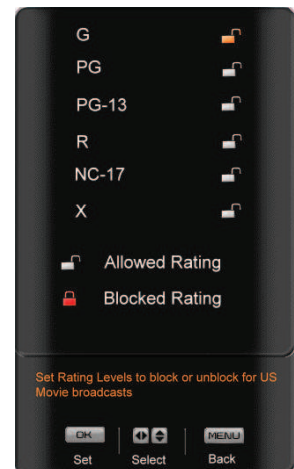 G
PG
PG-13
R
NC-17
X
Allowed Rating
Blocked Rating
Set Rating Levels to block or unblock for US
Movie broadcasts
OK MENU
Set Select Back